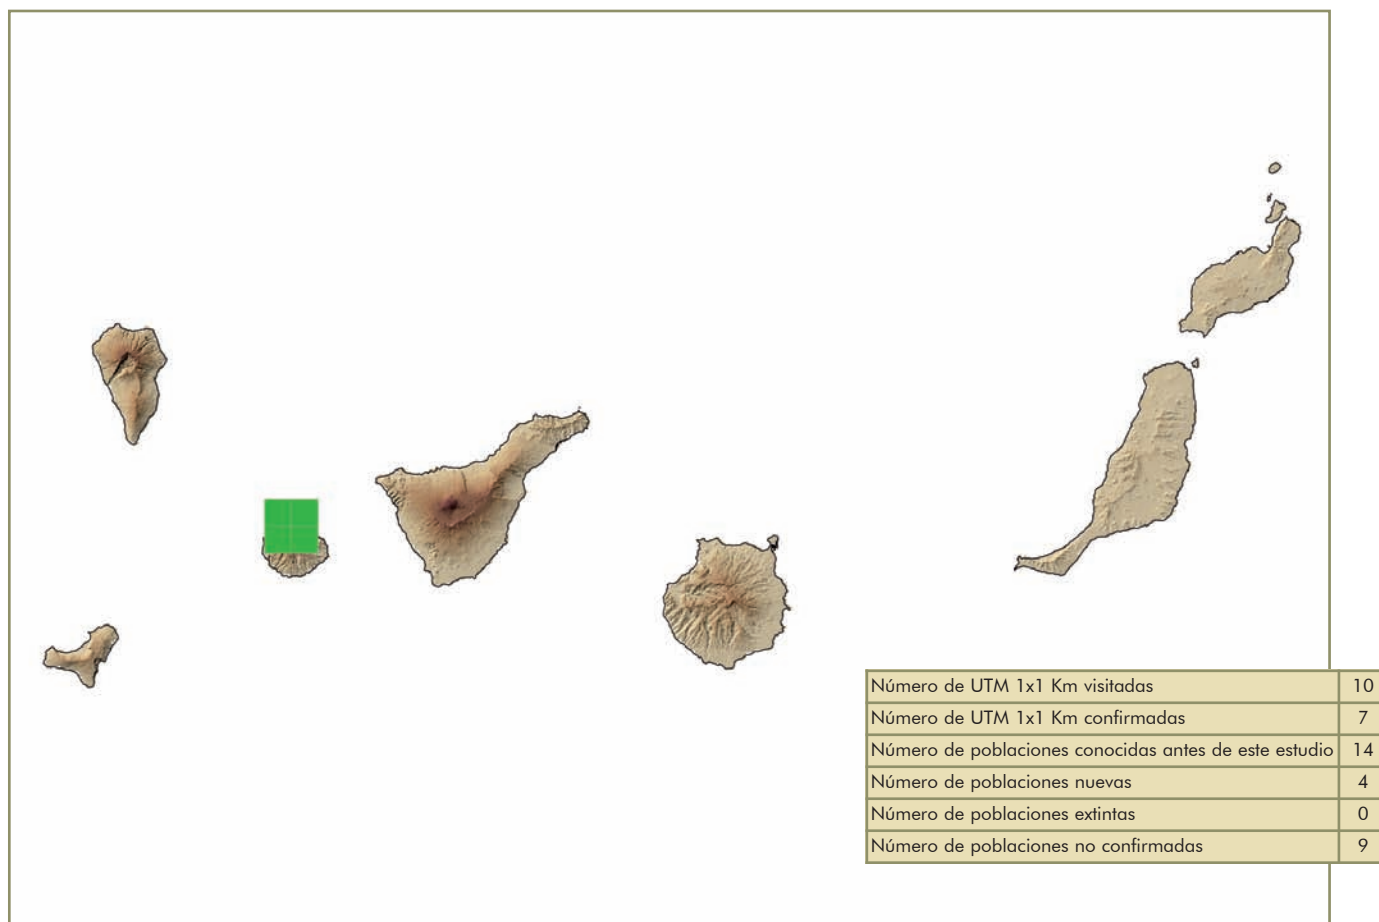 Número de UTM 1x1 Km visitadas 10
Número de UTM 1x1 Km confirmadas 7
Número de poblaciones conocidas antes de este estudio 14
Número de poblaciones nuevas 4
Número de poblaciones extintas 0
Número de poblaciones no confirmadas 9